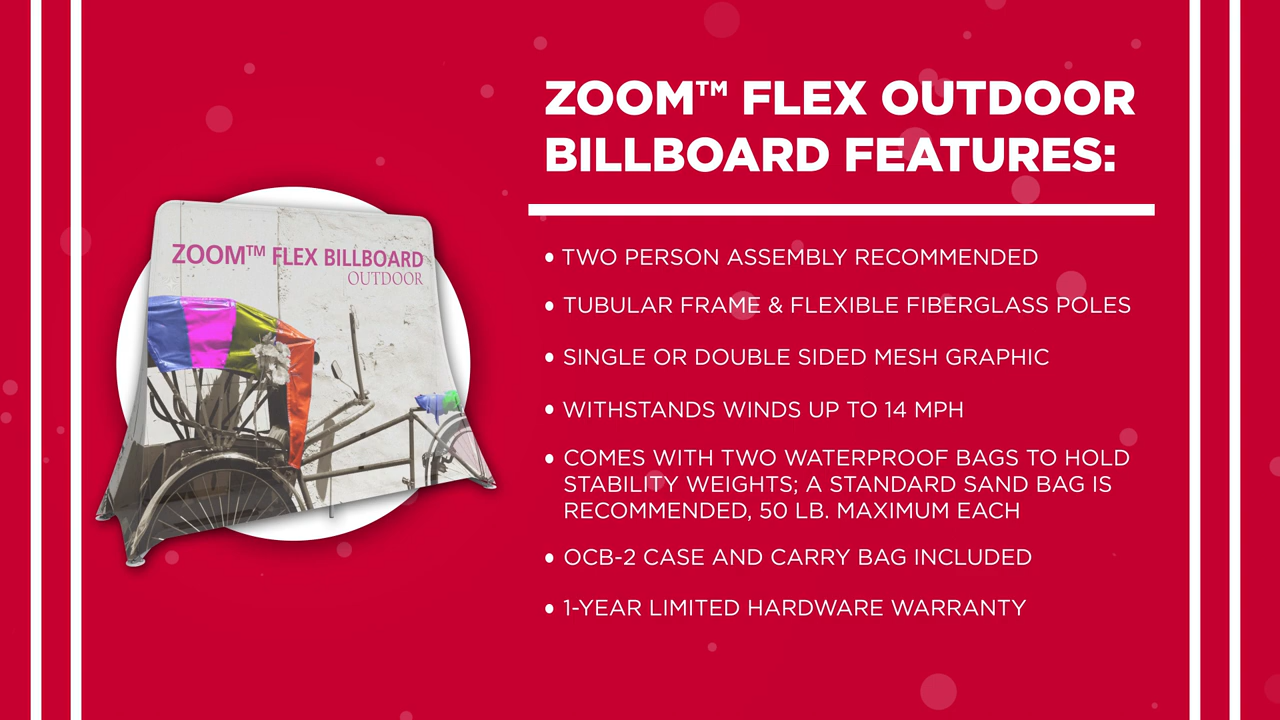 ZOOM™ FLEX OUTDOOR
BILLBOARD FEATURES:
ZOOM™ FLEX BILLBOARD
OUTDOOR
• TWO PERSON ASSEMBLY RECOMMENDED
• TUBULAR FRAME & FLEXIBLE FIBERGLASS POLES
• SINGLE OR DOUBLE SIDED MESH GRAPHIC
• WITHSTANDS WINDS UP TO 14 MPH
• COMES WITH TWO WATERPROOF BAGS TO HOLD
STABILITY WEIGHTS; A STANDARD SAND BAG IS
RECOMMENDED, 50 LB. MAXIMUM EACH
• OCB-2 CASE AND CARRY BAG INCLUDED
• 1-YEAR LIMITED HARDWARE WARRANTY